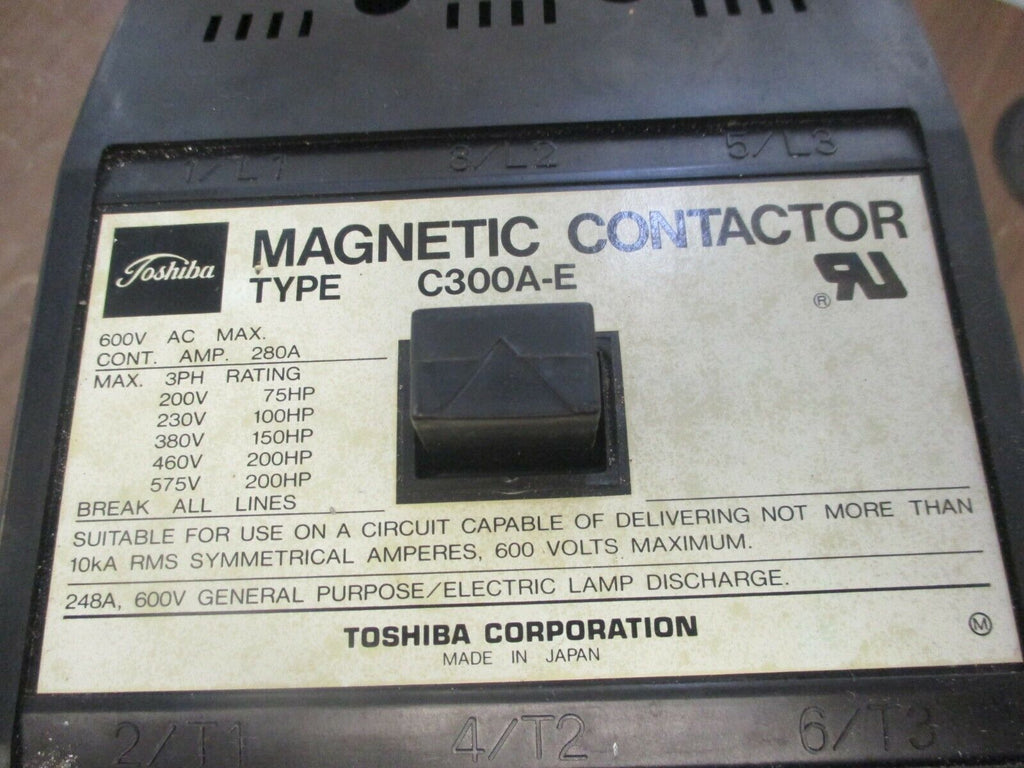 1/L1 3/L2 5/L3
Toshiba
MAGNETIC CONTACTOR
TYPE C300A-E
®
RU
600V AC MAX.
CONT. AMP. 280A
MAX. 3PH RATING
200V 75HP
230V 100HP
380V 150HP
460V 200HP
575V 200HP
BREAK ALL LINES
SUITABLE FOR USE ON A CIRCUIT CAPABLE OF DELIVERING NOT MORE THAN
10kA RMS SYMMETRICAL AMPERES, 600 VOLTS MAXIMUM.
248A, 600V GENERAL PURPOSE/ELECTRIC LAMP DISCHARGE.
TOSHIBA CORPORATION
MADE IN JAPAN
Ⓜ
2/T1 4/T2 6/T3